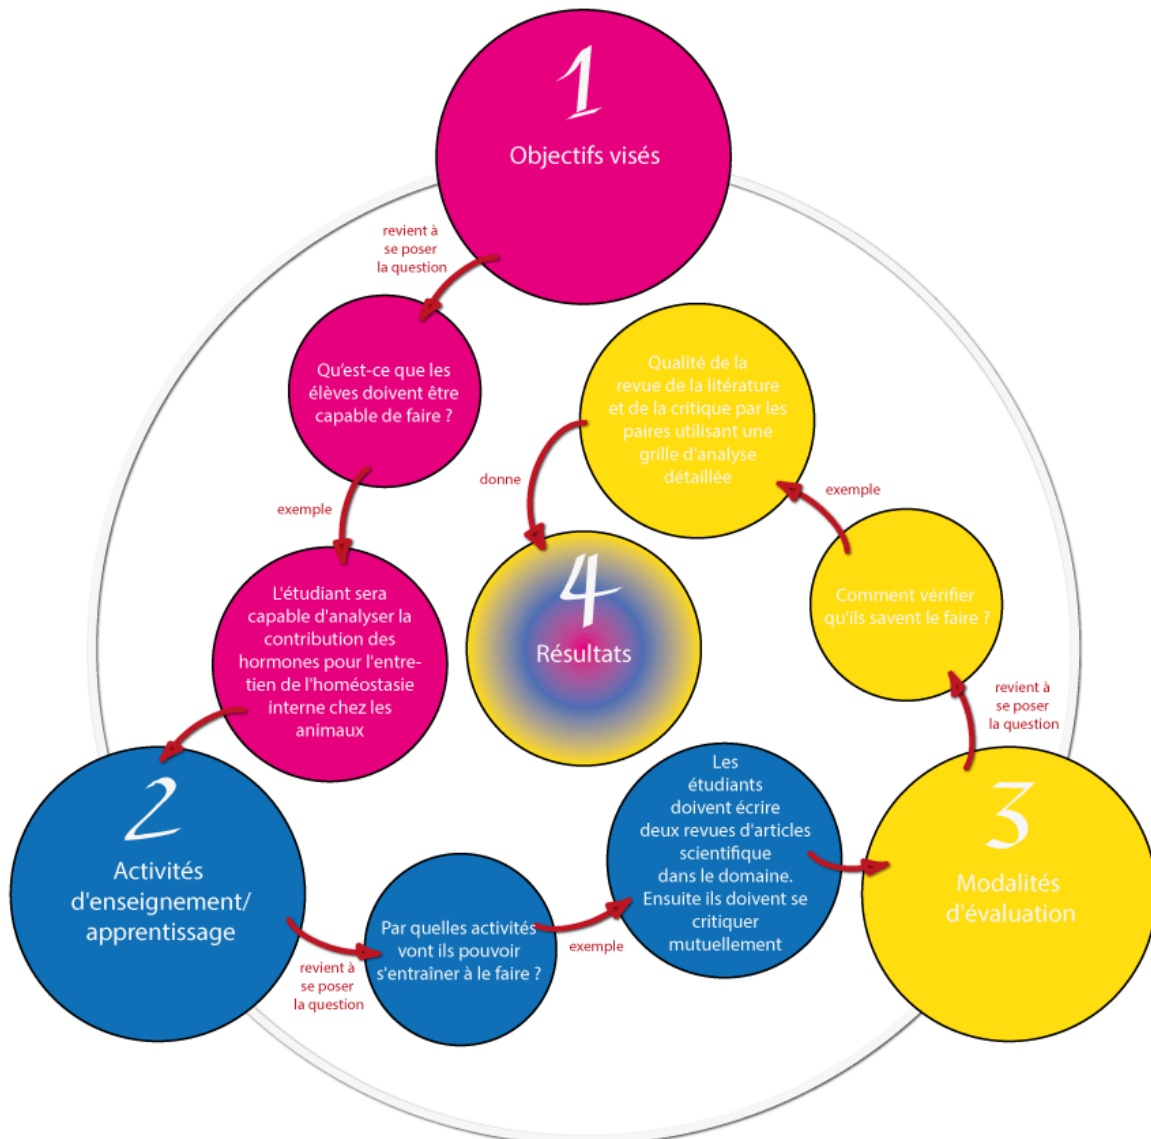 1
Objectifs visés
revient à
se poser
la question
Qu'est-ce que les
élèves doivent être
capable de faire ?
exemple
L'étudiant sera
capable d'analyser la
contribution des
hormones pour l'entre-
tien de l'homéostasie
interne chez les
animaux
2
Activités
d'enseignement/
apprentissage
revient à
se poser
la question
Par quelles activités
vont ils pouvoir
s'entraîner à le faire ?
exemple
Les
étudiants
doivent écrire
deux revues d'articles
scientifique
dans le domaine.
Ensuite ils doivent se
critiquer
mutuellement
3
Modalités
d'évaluation
revient à
se poser
la question
Comment vérifier
qu'ils savent le faire ?
exemple
Qualité de la
revue de la litérature
et de la critique par les
paires utilisant une
grille d'analyse
détaillée
donne
4
Résultats